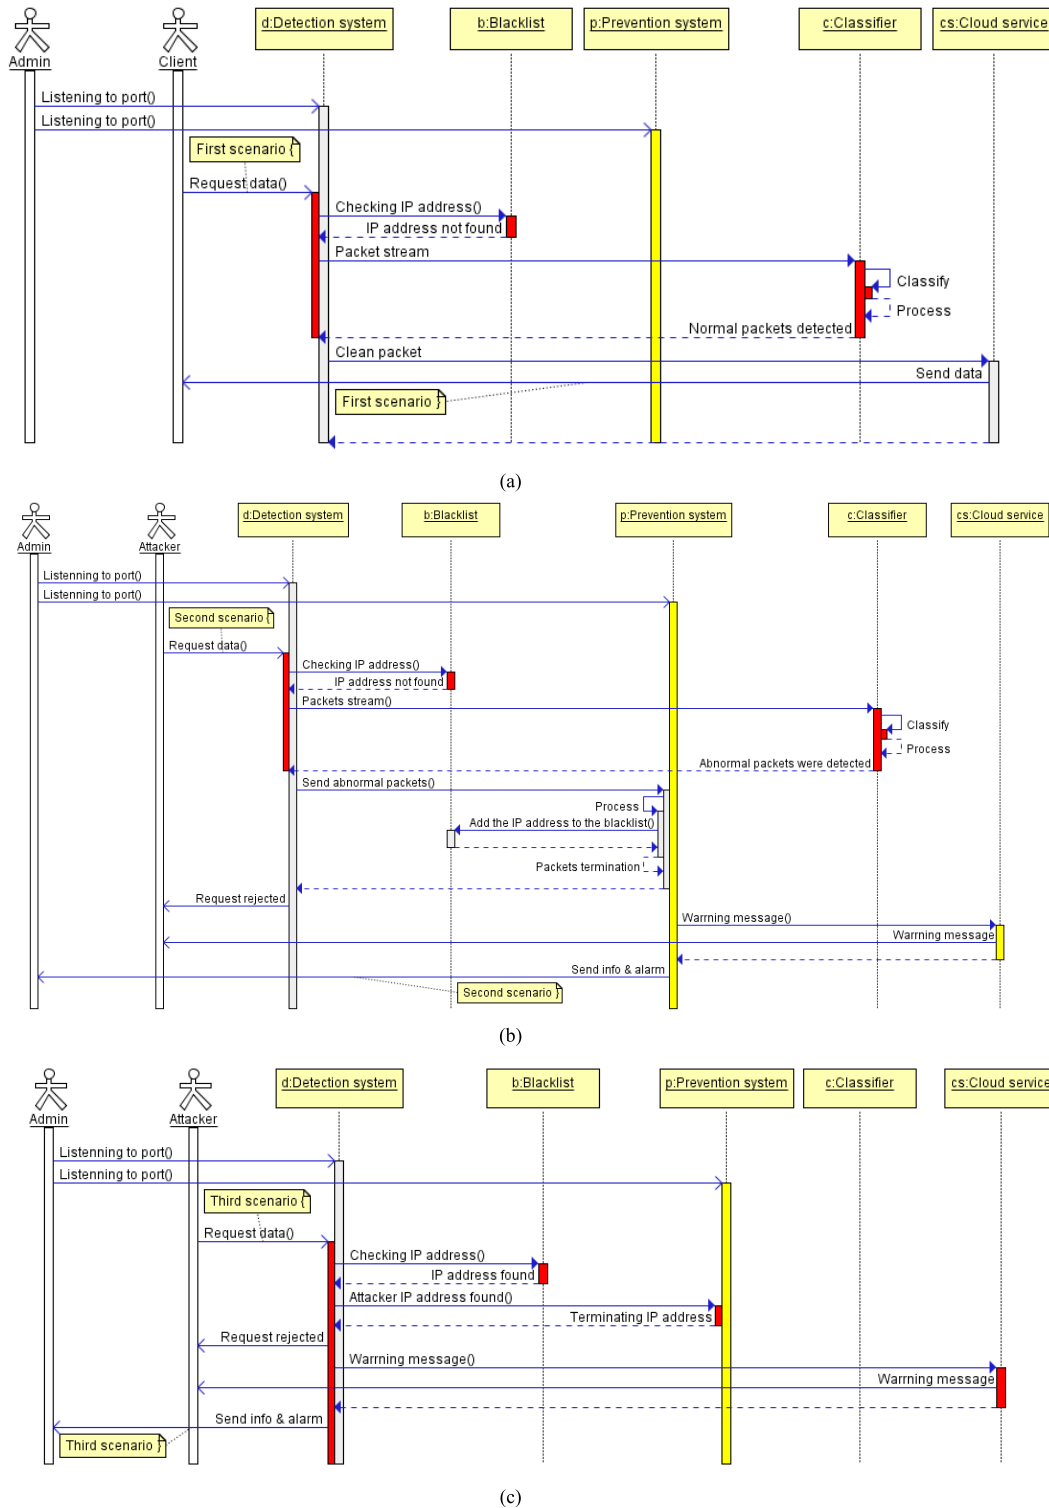 d:Detection system b:Blacklist p:Prevention system c:Classifier cs:Cloud service
Admin Client
Listening to port()
Listening to port()
First scenario {
Request data()
Checking IP address()
IP address not found
Packet stream
Classify
Process
Normal packets detected
Clean packet
Send data
First scenario }
(a)
d:Detection system b:Blacklist p:Prevention system c:Classifier cs:Cloud service
Admin Attacker
Listenning to port()
Listenning to port()
Second scenario {
Request data()
Checking IP address()
IP address not found
Packets stream()
Classify
Process
Abnormal packets were detected
Send abnormal packets()
Process
Add the IP address to the blacklist()
Packets termination
Request rejected
Warrning message()
Warrning message
Send info & alarm
Second scenario }
(b)
d:Detection system b:Blacklist p:Prevention system c:Classifier cs:Cloud service
Admin Attacker
Listenning to port()
Listenning to port()
Third scenario {
Request data()
Checking IP address()
IP address found
Attacker IP address found()
Terminating IP address
Request rejected
Warrning message()
Warrning message
Send info & alarm
Third scenario }
(c)